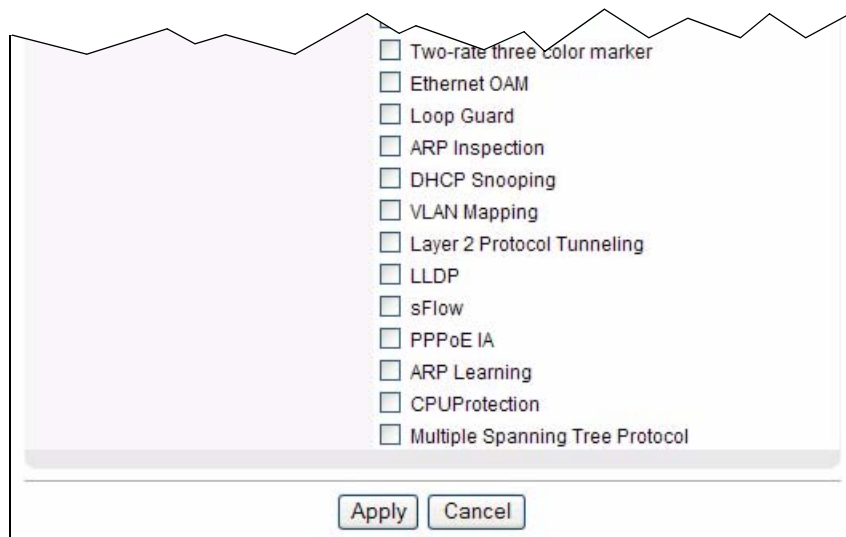 Two-rate three color marker
Ethernet OAM
Loop Guard
ARP Inspection
DHCP Snooping
VLAN Mapping
Layer 2 Protocol Tunneling
LLDP
sFlow
PPPoE IA
ARP Learning
CPUProtection
Multiple Spanning Tree Protocol
Apply Cancel